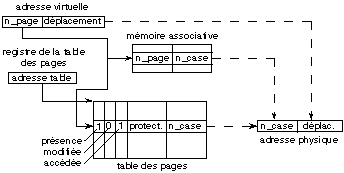 adresse virtuelle
n_page déplacement
registre de la table
des pages
adresse table
mémoire associative
n_page n_case
présence
modifiée
accédée
1 0 1 protect. n_case
table des pages
n_case déplac.
adresse physique